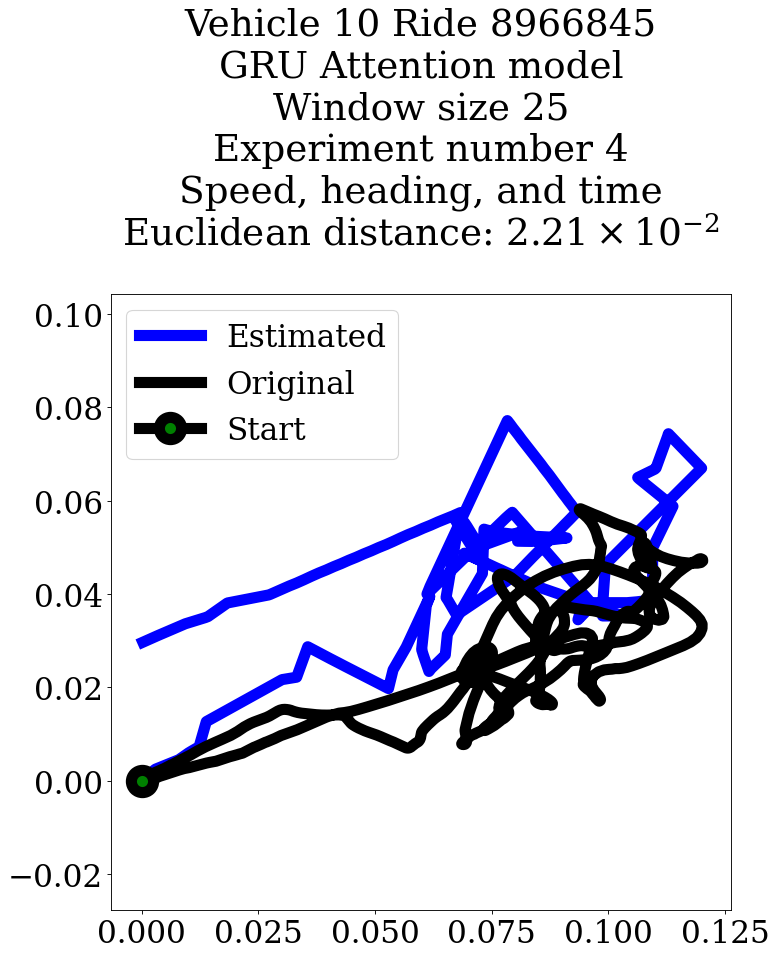 Vehicle 10 Ride 8966845
GRU Attention model
Window size 25
Experiment number 4
Speed, heading, and time
Euclidean distance: 2.21 × 10⁻²
Estimated
Original
Start
0.10
0.08
0.06
0.04
0.02
0.00
−0.02
0.000 0.025 0.050 0.075 0.100 0.125